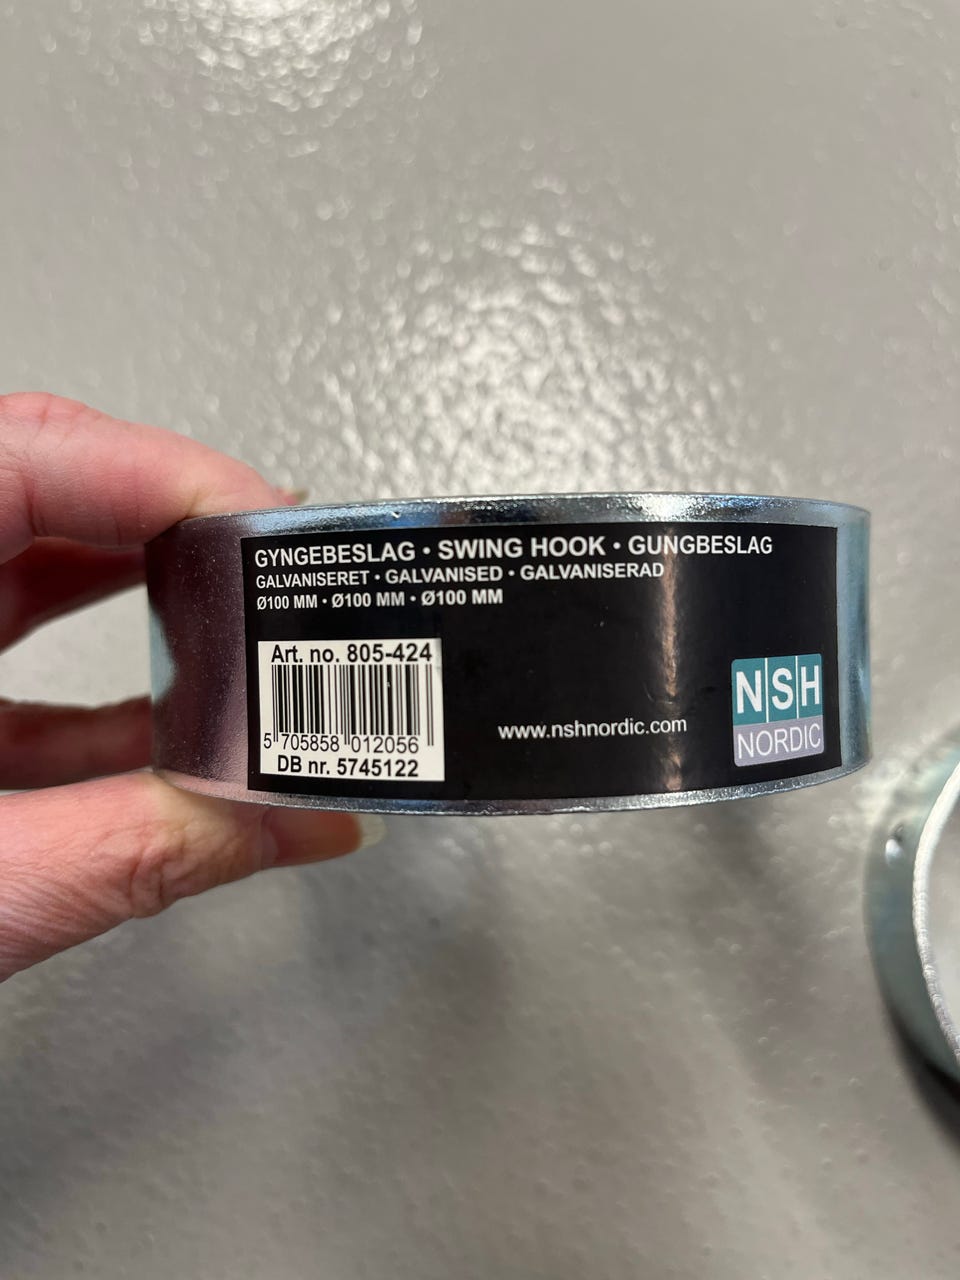 GYNGEBESLAG • SWING HOOK • GUNGBESLAG
GALVANISERET • GALVANISED • GALVANISERAD
Ø100 MM • Ø100 MM • Ø100 MM
Art. no. 805-424
5 705858 012056
DB nr. 5745122
www.nshnordic.com
NSH
NORDIC